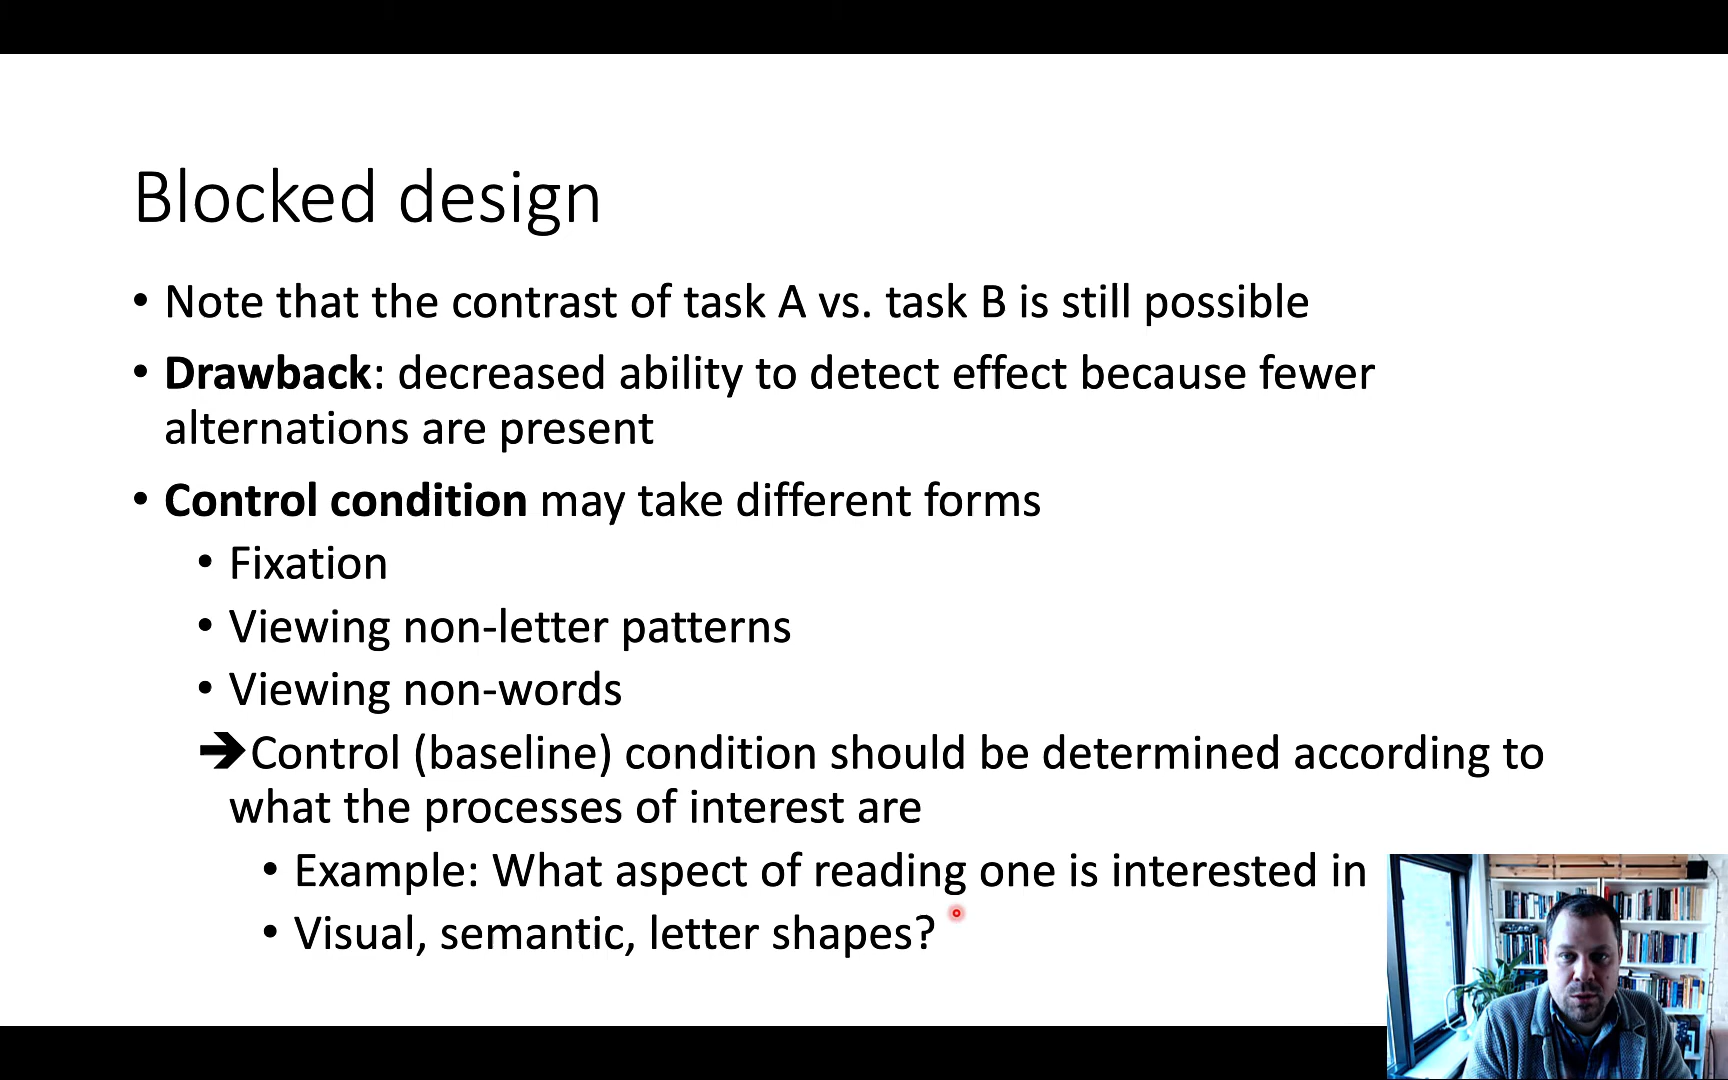 Blocked design
• Note that the contrast of task A vs. task B is still possible
• Drawback: decreased ability to detect effect because fewer
alternations are present
• Control condition may take different forms
• Fixation
• Viewing non-letter patterns
• Viewing non-words
➔Control (baseline) condition should be determined according to
what the processes of interest are
• Example: What aspect of reading one is interested in
• Visual, semantic, letter shapes?